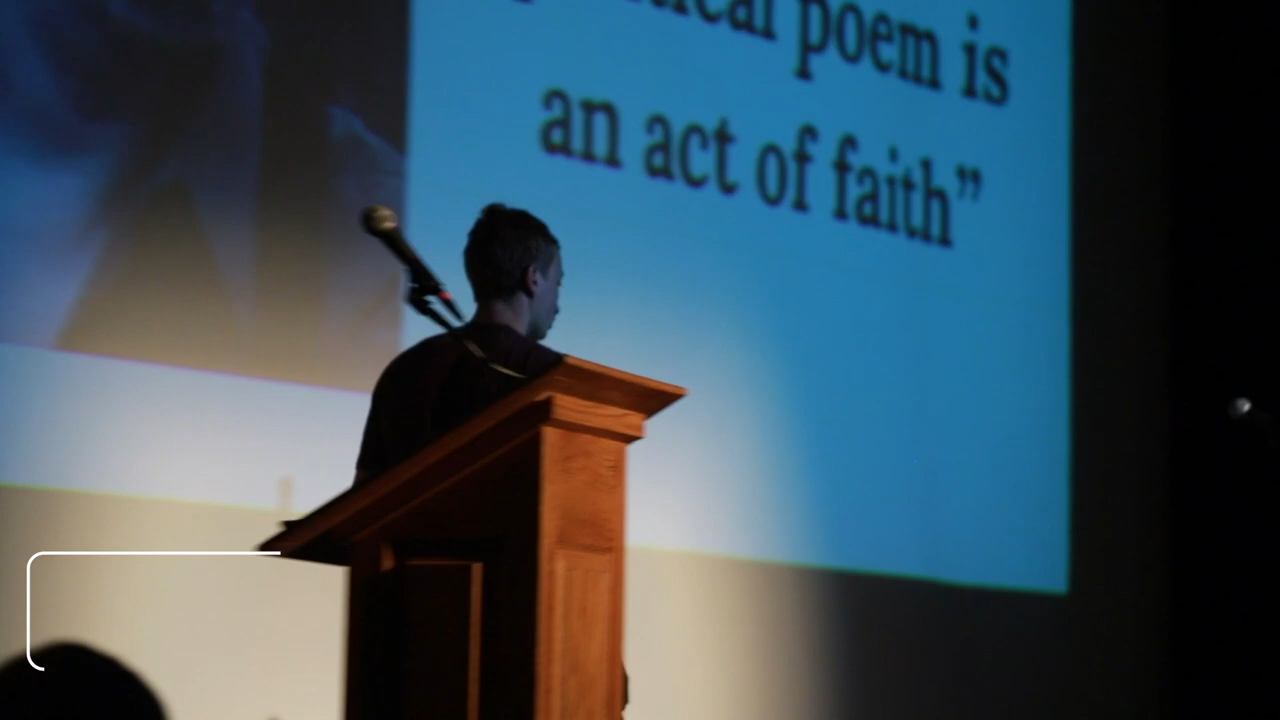 poem is
an act of faith”